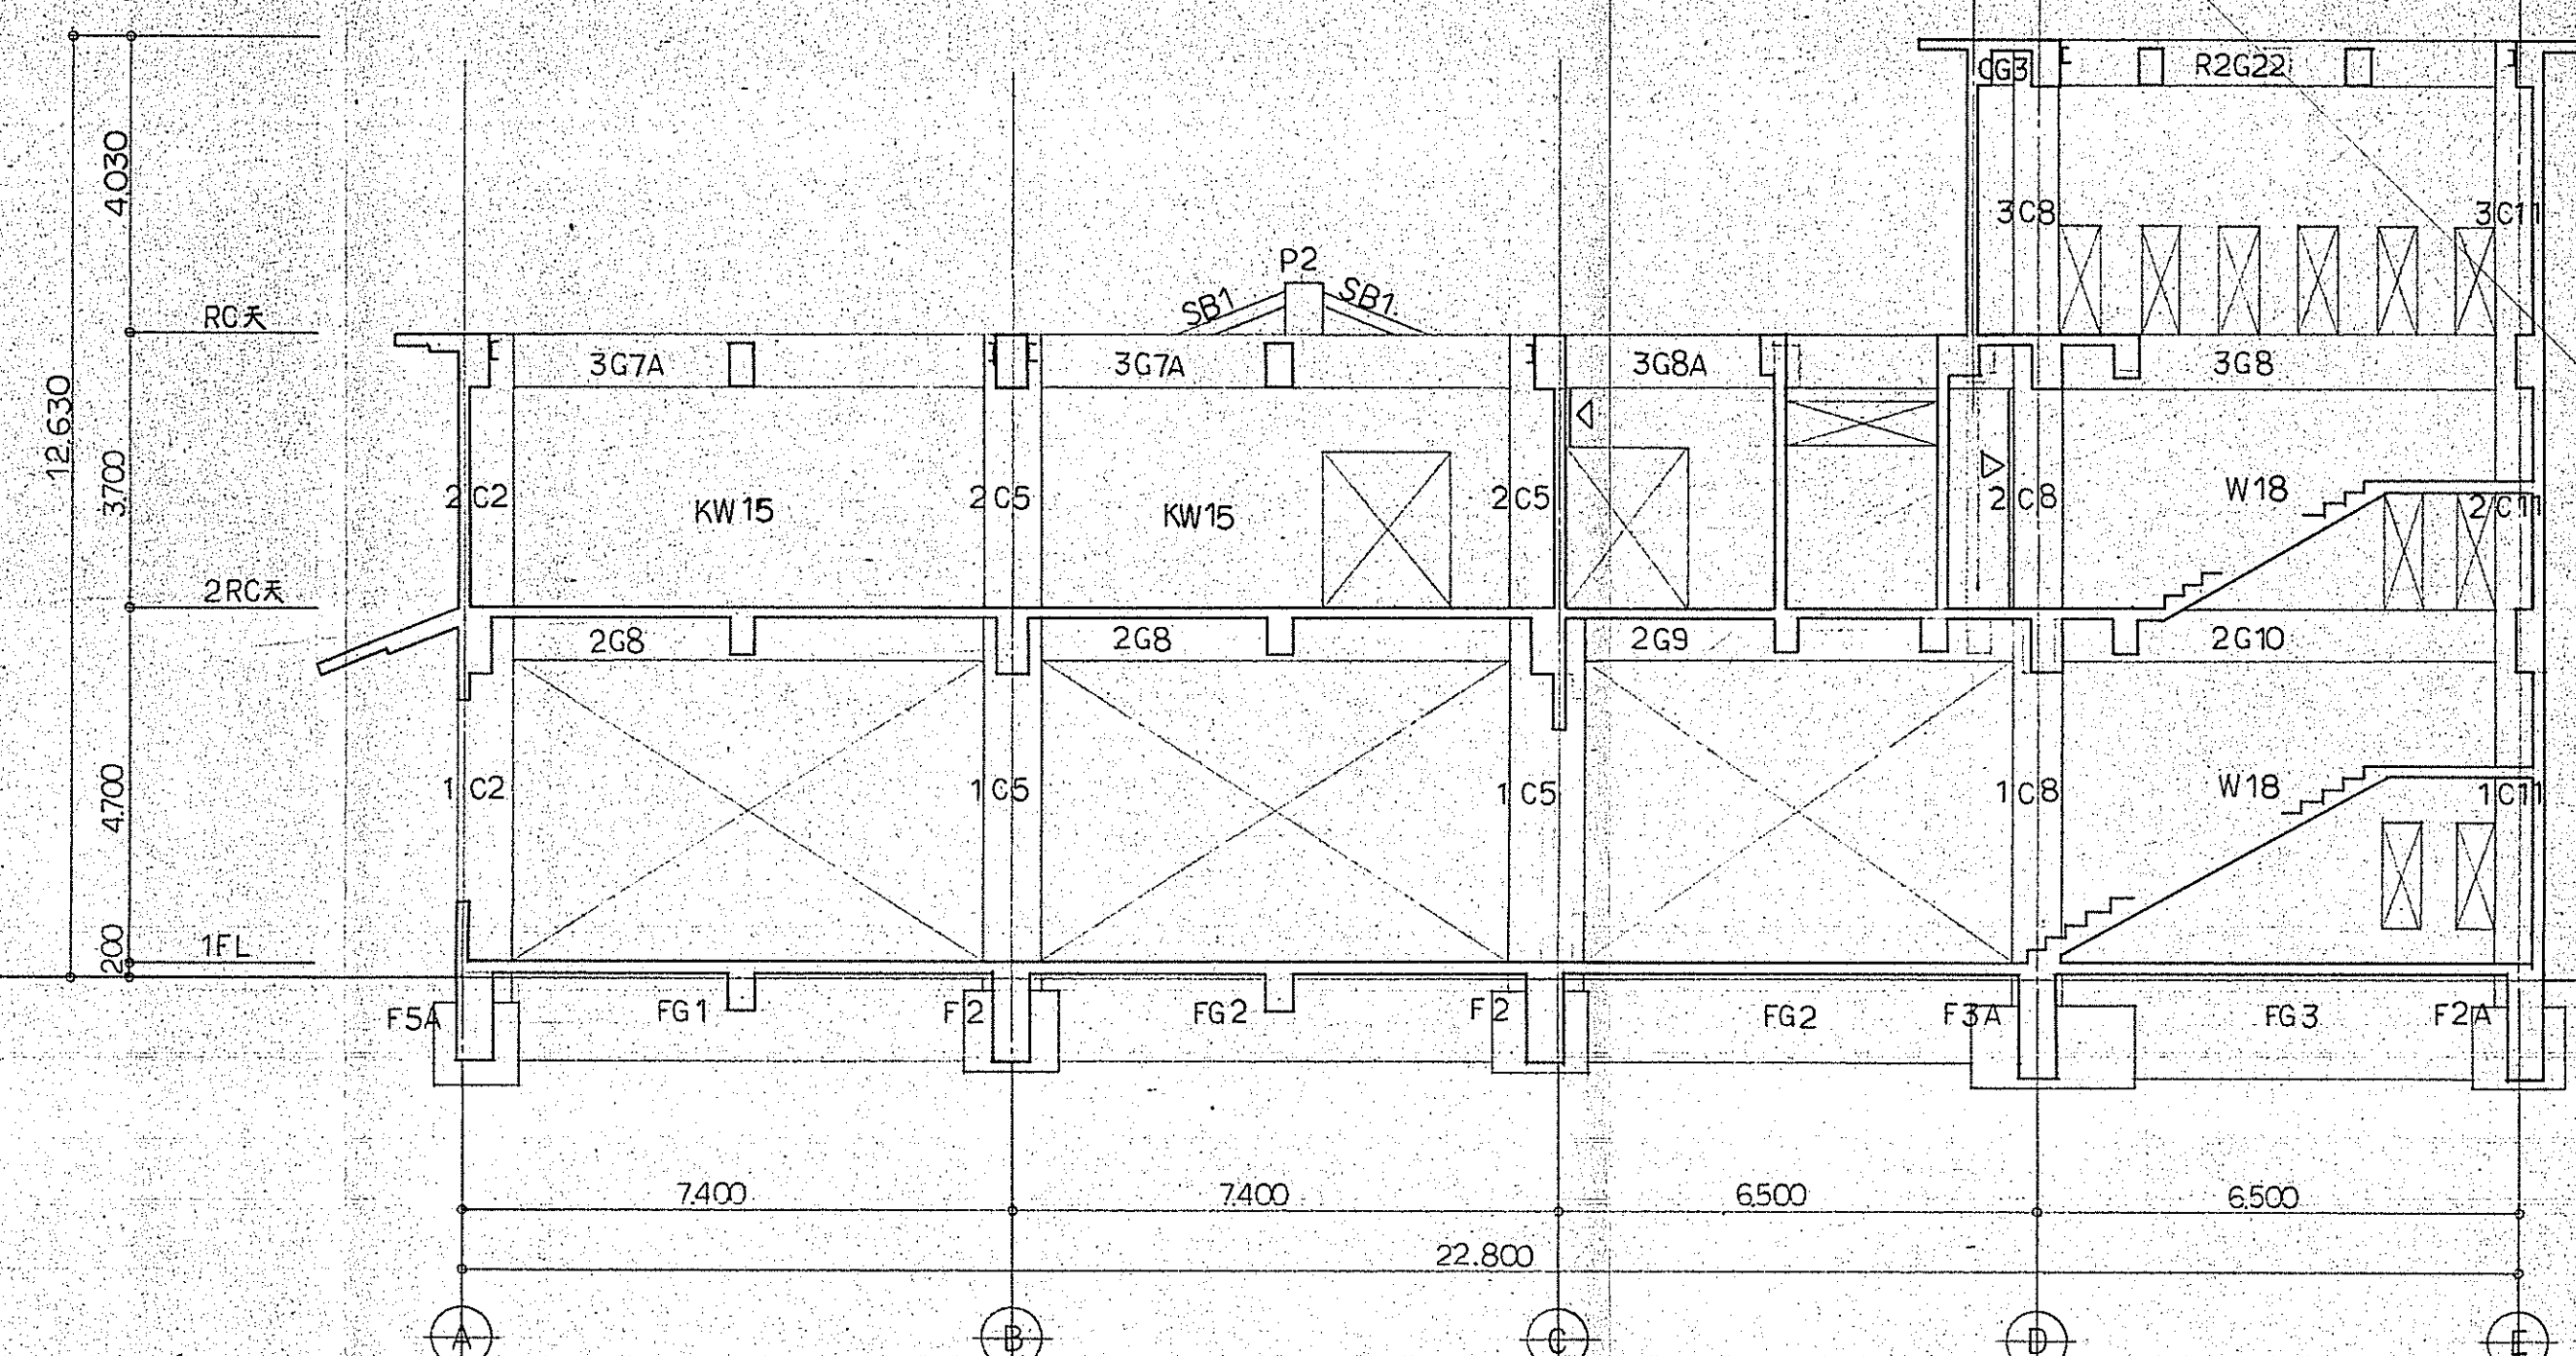 CG3 R2G22
4.030
3C8 3C11
P2
SB1 SB1
RC天
3G7A 3G7A 3G8A 3G8
12.630
3.700
2C2 KW15 2C5 KW15 2C5 2C8 W18 2C11
2RC天
2G8 2G8 2G9 2G10
4.700
1C2 1C5 1C5 1C8 W18 1C11
200
1FL
F5A FG1 F2 FG2 F2 FG2 F3A FG3 F2A
7.400 7.400 6.500 6.500
22.800
A B C D E